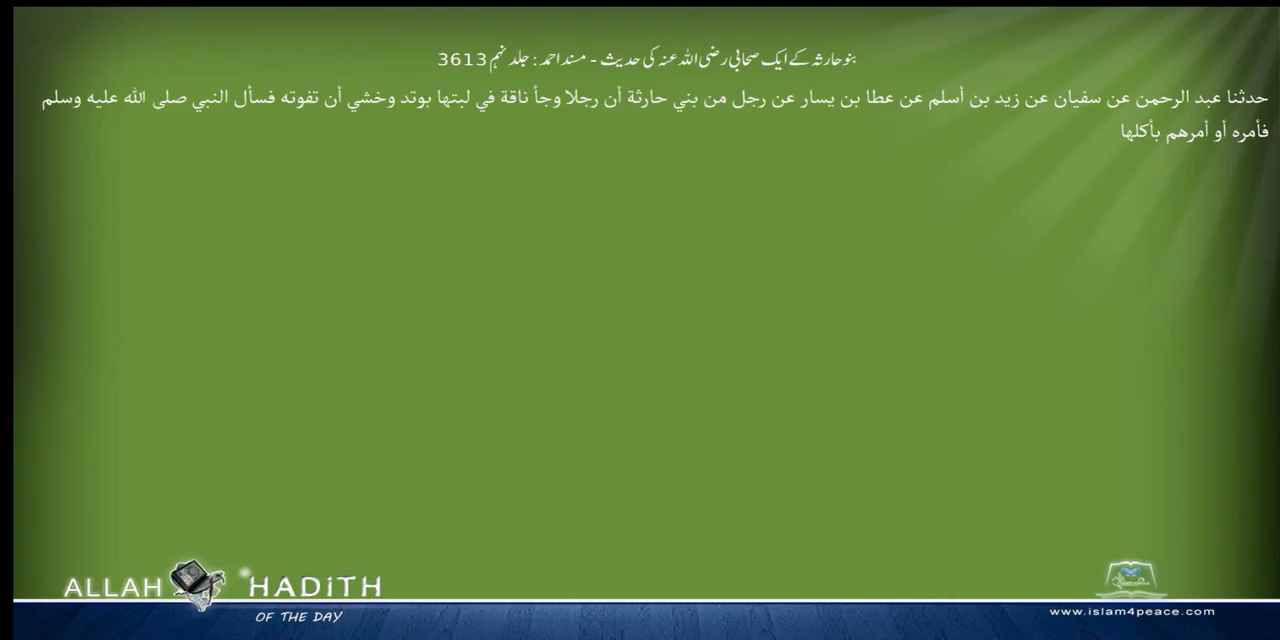 بنو حارثہ کے ایک صحابی رضی اللہ عنہ کی حدیث - مسند احمد : جلد نہم 3613
حدثنا عبد الرحمن عن سفيان عن زيد بن أسلم عن عطا بن يسار عن رجل من بني حارثة أن رجلا وجأ ناقة في لبتها بوتد وخشي أن تفوته فسأل النبي صلى الله عليه وسلم
فأمره أو أمرهم بأكلها
ALLAH HADITH
OF THE DAY
www.islam4peace.com